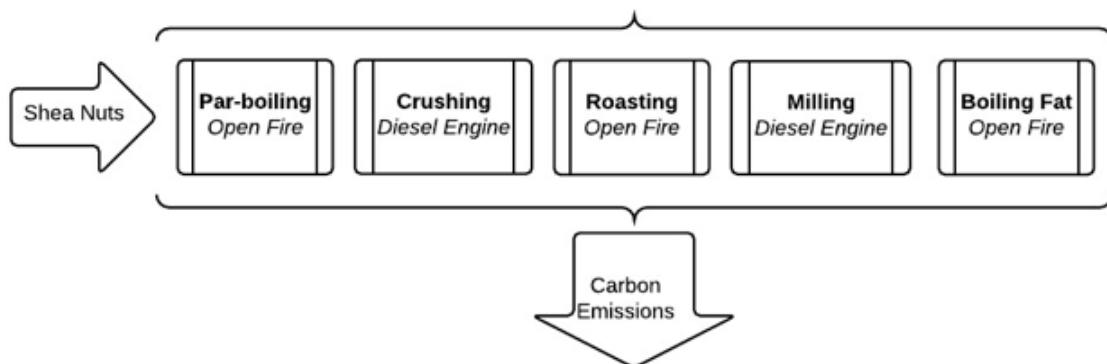 Shea Nuts
Par-boiling
Open Fire
Crushing
Diesel Engine
Roasting
Open Fire
Milling
Diesel Engine
Boiling Fat
Open Fire
Carbon
Emissions